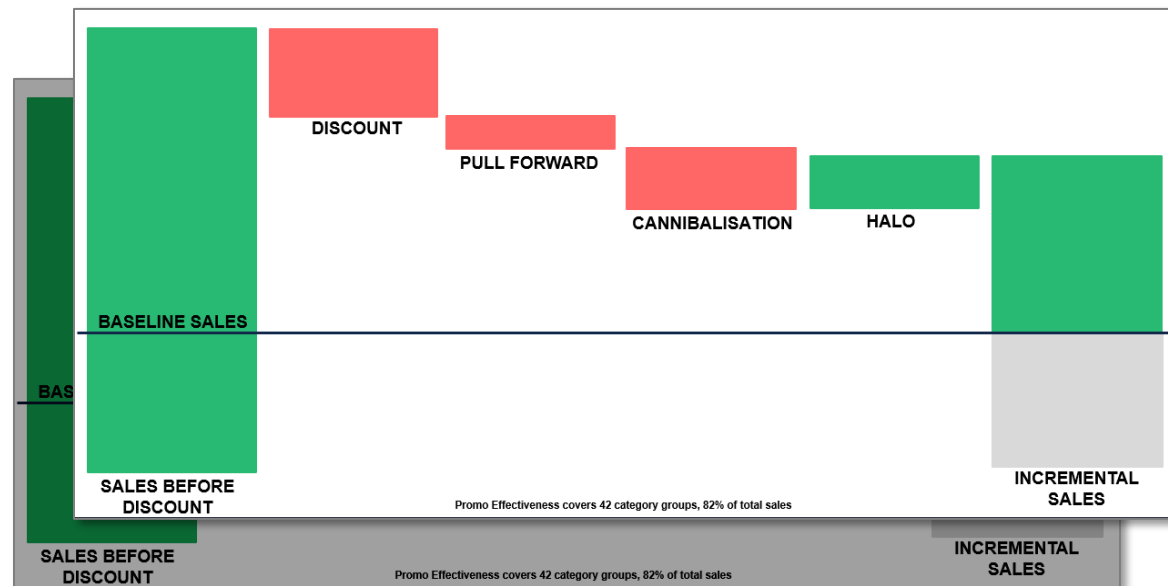 DISCOUNT
PULL FORWARD
CANNIBALISATION
HALO
BASELINE SALES
BAS
SALES BEFORE
DISCOUNT
INCREMENTAL
SALES
Promo Effectiveness covers 42 category groups, 82% of total sales
SALES BEFORE
DISCOUNT
INCREMENTAL
SALES
Promo Effectiveness covers 42 category groups, 82% of total sales